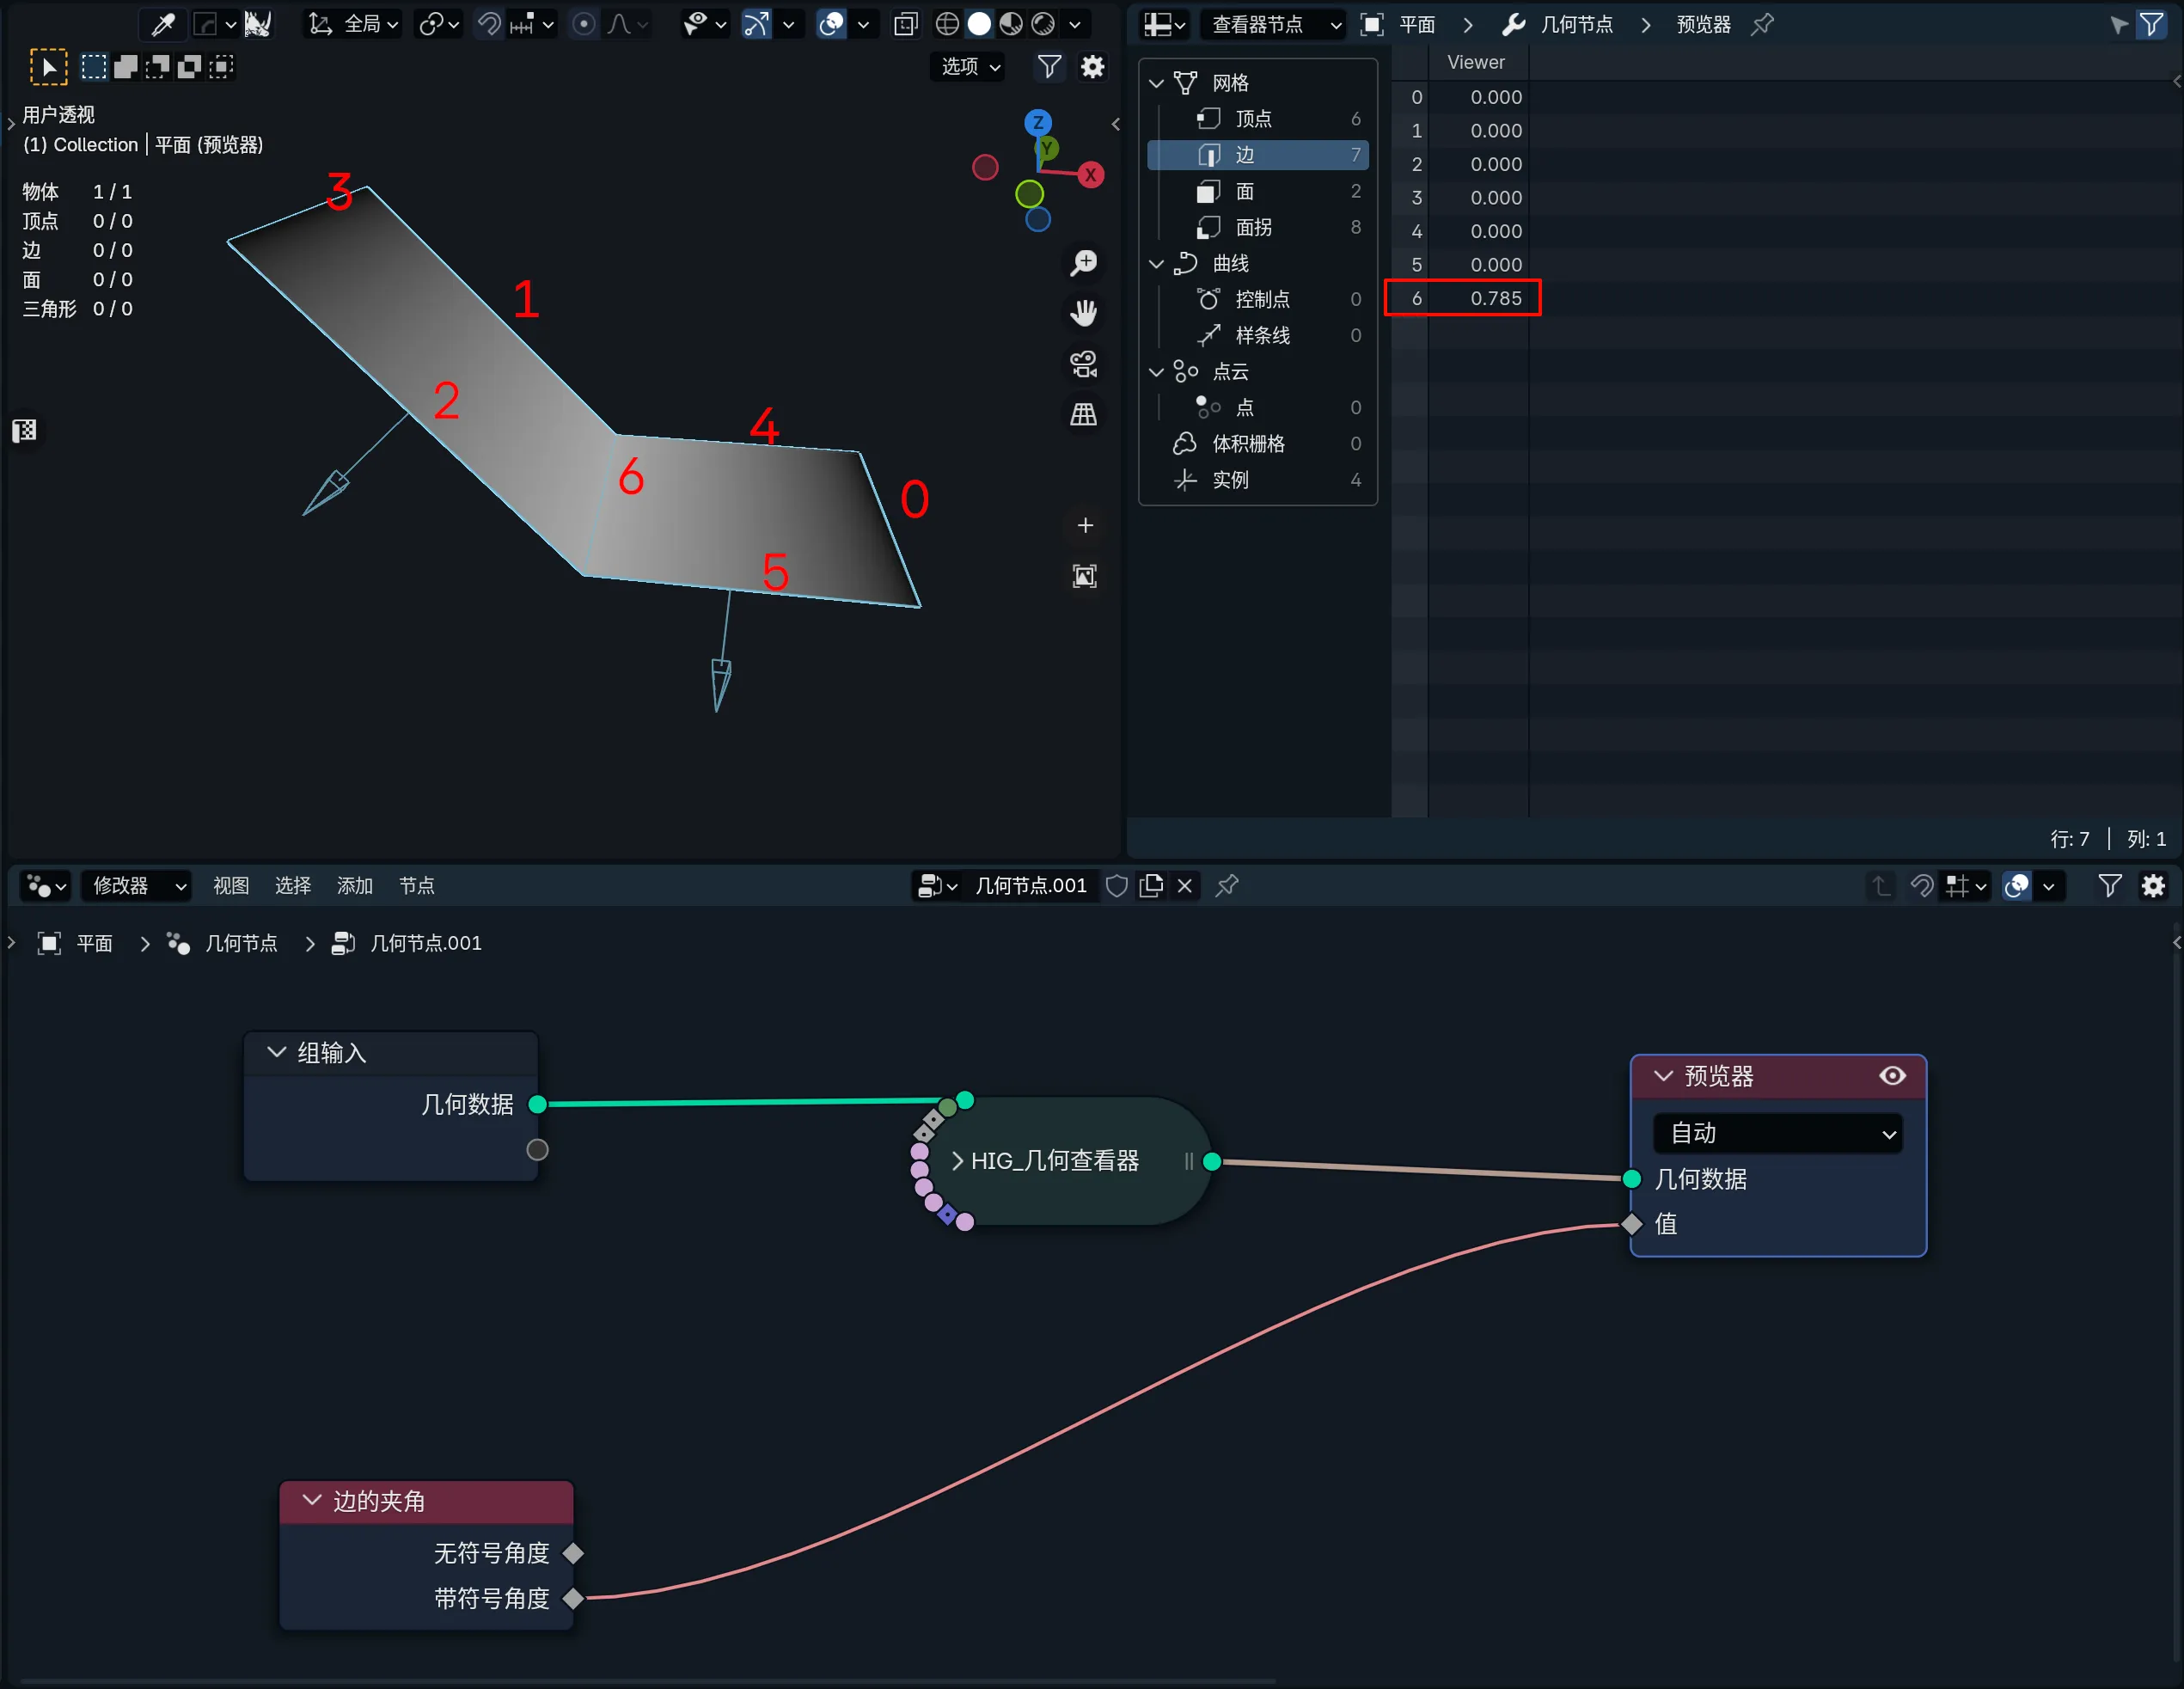 全局
选项
用户透视
(1) Collection | 平面 (预览器)
物体 1 / 1
顶点 0 / 0
边 0 / 0
面 0 / 0
三角形 0 / 0
Z
Y
X
3
1
2
4
6
0
5
查看器节点
平面
几何节点
预览器
网格
顶点 6
边 7
面 2
面拐 8
曲线
控制点 0
样条线 0
点云
点 0
体积栅格 0
实例 4
Viewer
0 0.000
1 0.000
2 0.000
3 0.000
4 0.000
5 0.000
6 0.785
行: 7 | 列: 1
修改器
视图
选择
添加
节点
几何节点.001
平面
几何节点
几何节点.001
组输入
几何数据
HIG_几何查看器
预览器
自动
几何数据
值
边的夹角
无符号角度
带符号角度